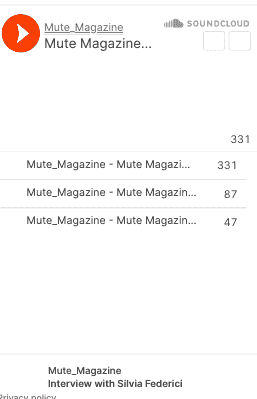 Mute_Magazine
SOUNDCLOUD
Mute Magazine...
331
Mute_Magazine - Mute Magazi... 331
Mute_Magazine - Mute Magazin... 87
Mute_Magazine - Mute Magazin... 47
Mute_Magazine
Interview with Silvia Federici
Privacy policy